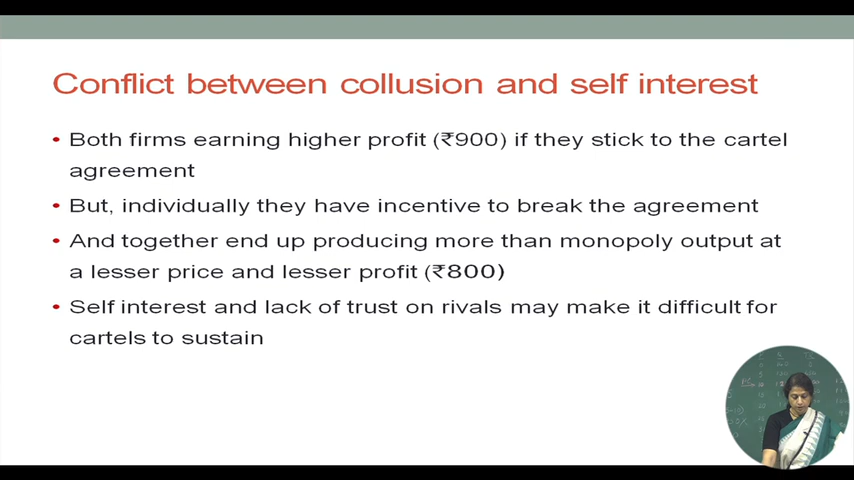 Conflict between collusion and self interest
• Both firms earning higher profit (₹900) if they stick to the cartel
agreement
• But, individually they have incentive to break the agreement
• And together end up producing more than monopoly output at
a lesser price and lesser profit (₹800)
• Self interest and lack of trust on rivals may make it difficult for
cartels to sustain